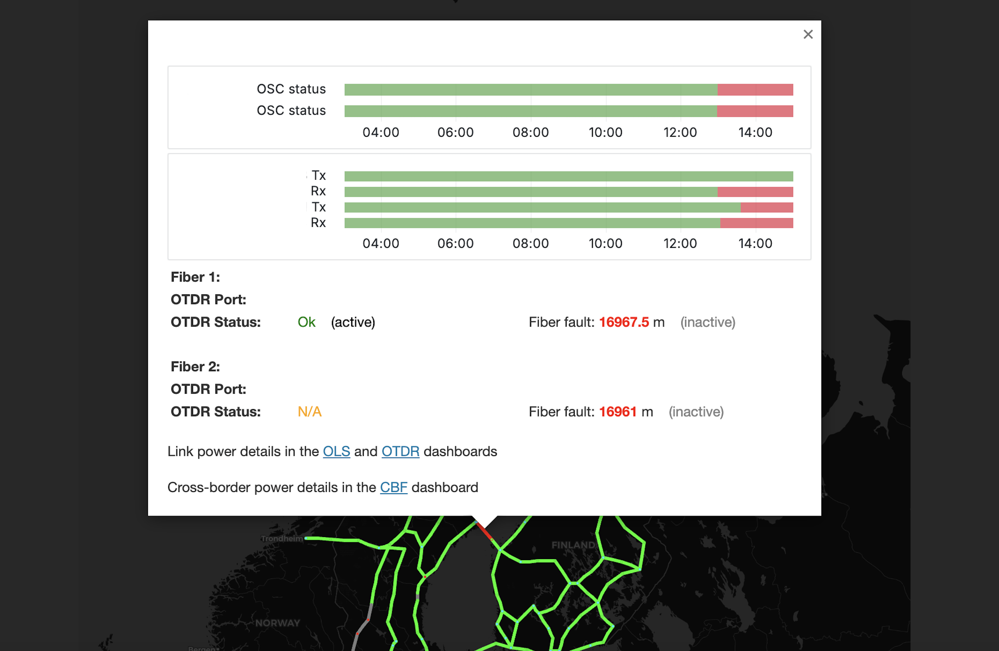 ×
OSC status
OSC status
04:00 06:00 08:00 10:00 12:00 14:00
Tx
Rx
Tx
Rx
04:00 06:00 08:00 10:00 12:00 14:00
Fiber 1:
OTDR Port:
OTDR Status: Ok (active) Fiber fault: 16967.5 m (inactive)
Fiber 2:
OTDR Port:
OTDR Status: N/A Fiber fault: 16961 m (inactive)
Link power details in the OLS and OTDR dashboards
Cross-border power details in the CBF dashboard
Trondheim
FINLAND
NORWAY
Bergen